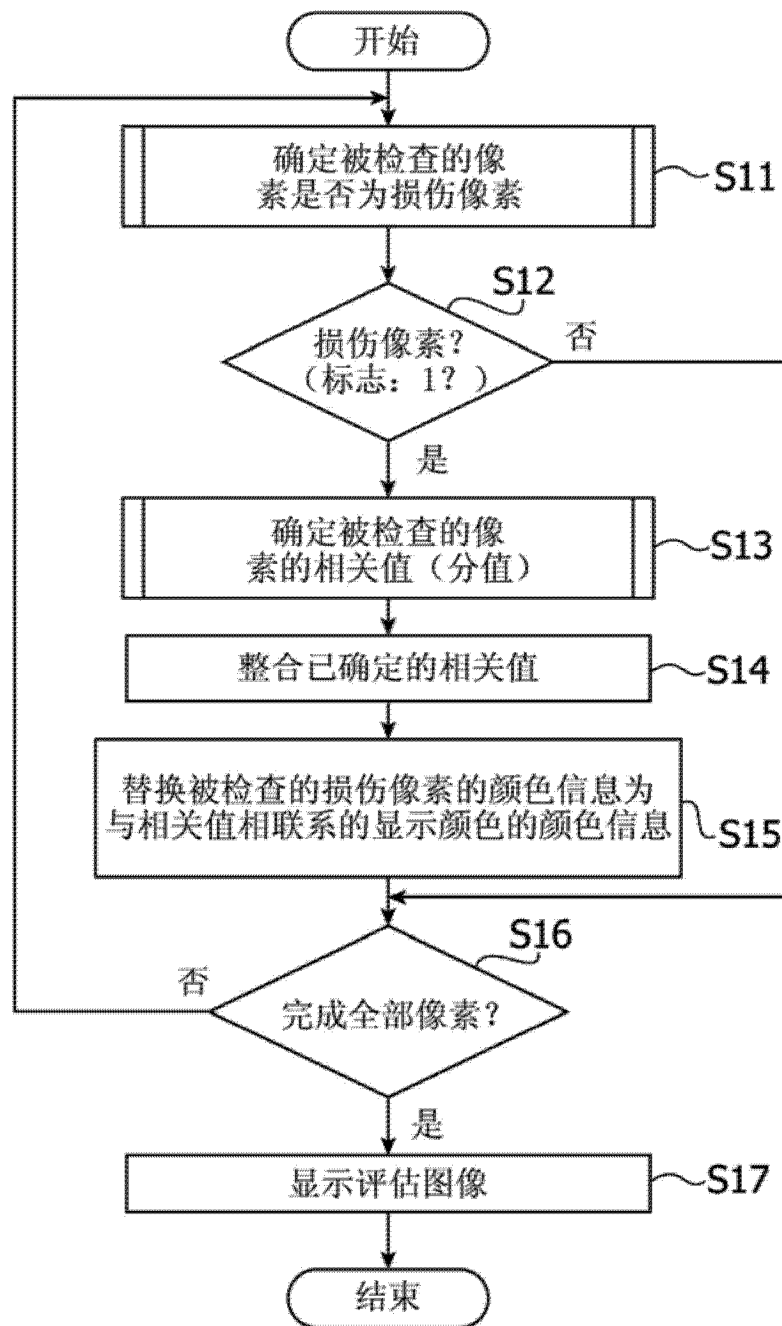 开始
确定被检查的像
素是否为损伤像素
S11
S12
损伤像素?
(标志:1?)
否
是
确定被检查的像
素的相关值(分值)
S13
整合已确定的相关值
S14
替换被检查的损伤像素的颜色信息为
与相关值相联系的显示颜色的颜色信息
S15
S16
否
完成全部像素?
是
显示评估图像
S17
结束